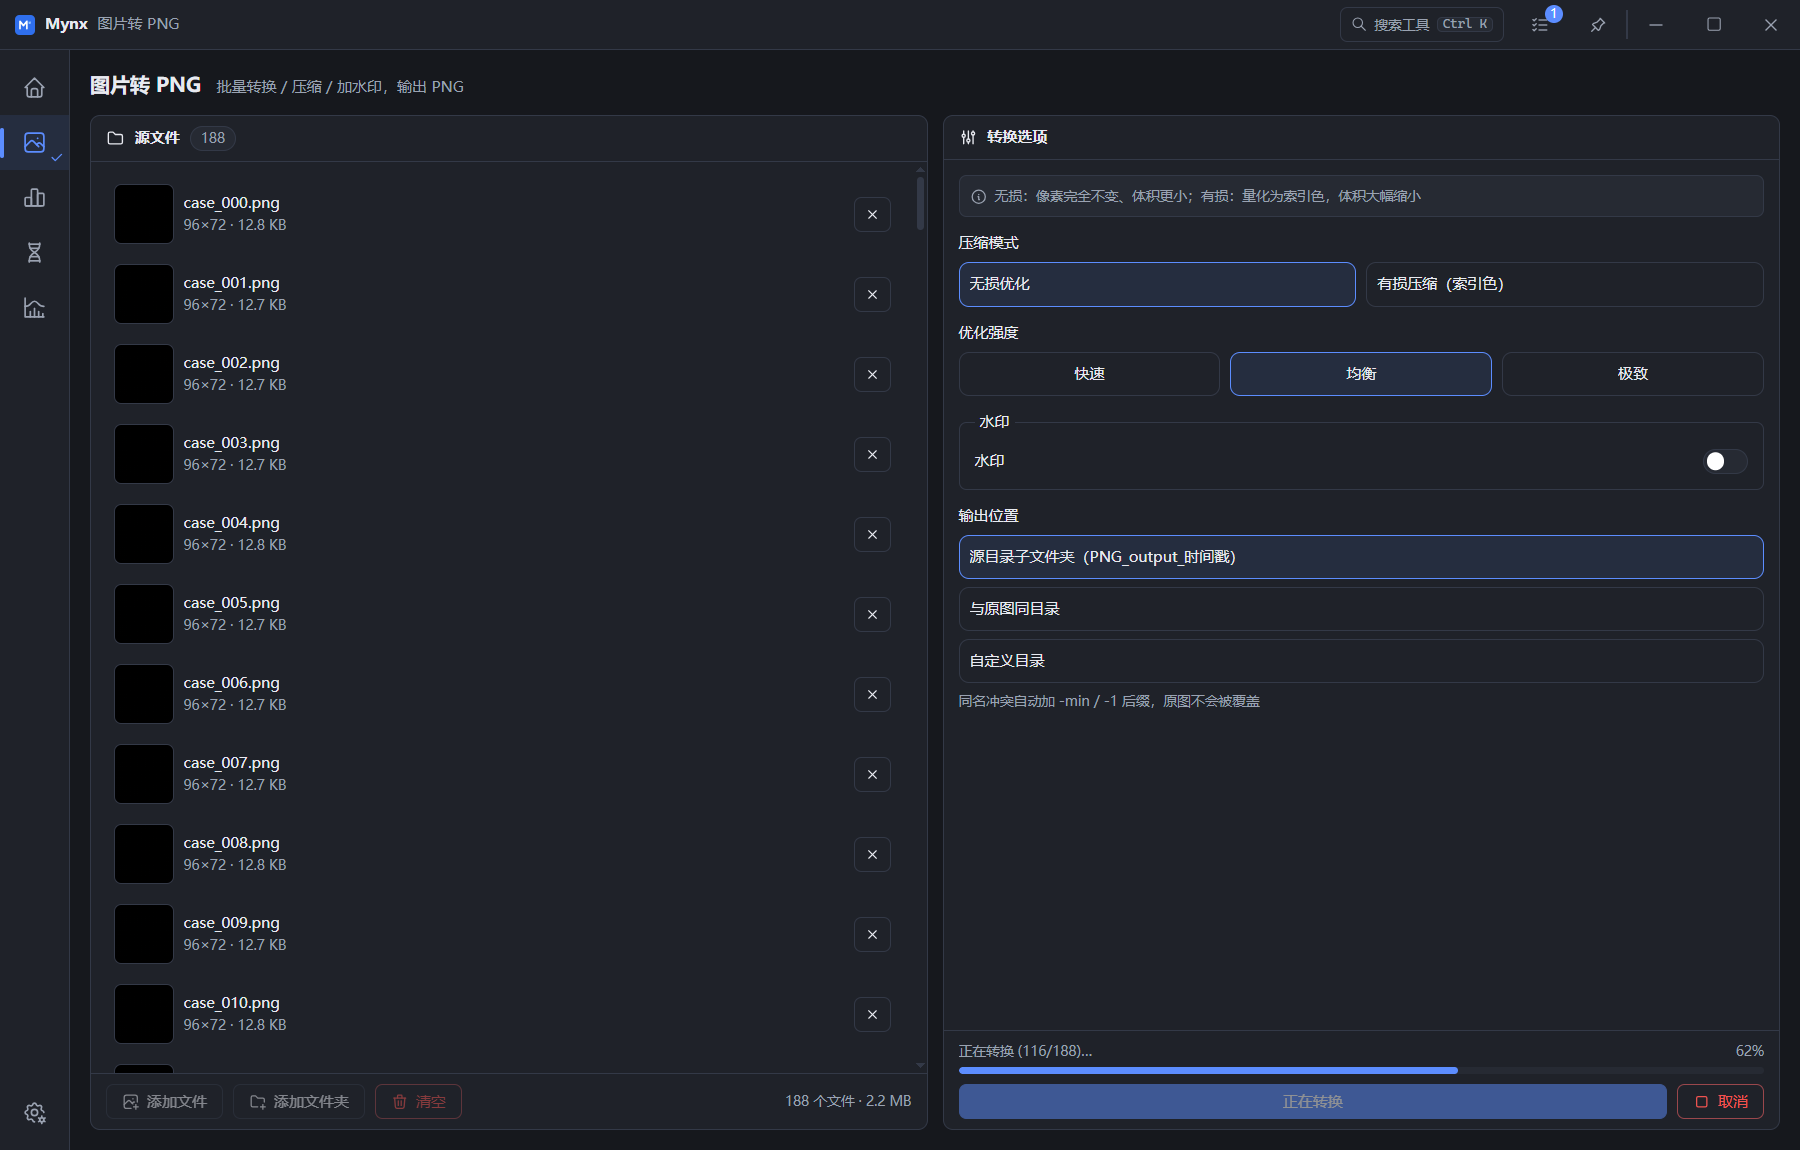 Mynx 图片转 PNG
搜索工具 Ctrl K
1
图片转 PNG 批量转换 / 压缩 / 加水印，输出 PNG
源文件 188
case_000.png
96×72 · 12.8 KB
case_001.png
96×72 · 12.7 KB
case_002.png
96×72 · 12.7 KB
case_003.png
96×72 · 12.7 KB
case_004.png
96×72 · 12.8 KB
case_005.png
96×72 · 12.7 KB
case_006.png
96×72 · 12.7 KB
case_007.png
96×72 · 12.7 KB
case_008.png
96×72 · 12.8 KB
case_009.png
96×72 · 12.7 KB
case_010.png
96×72 · 12.8 KB
添加文件
添加文件夹
清空
188 个文件 · 2.2 MB
转换选项
无损：像素完全不变、体积更小；有损：量化为索引色，体积大幅缩小
压缩模式
无损优化
有损压缩（索引色）
优化强度
快速
均衡
极致
水印
水印
输出位置
源目录子文件夹（PNG_output_时间戳）
与原图同目录
自定义目录
同名冲突自动加 -min / -1 后缀，原图不会被覆盖
正在转换 (116/188)...
62%
正在转换
取消